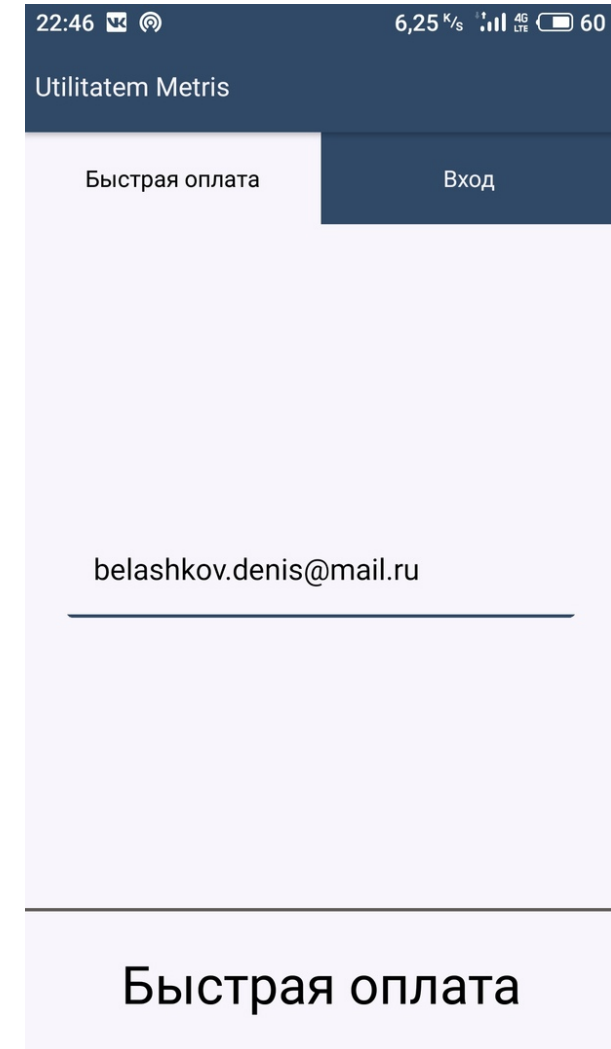 22:46 6,25 K/s 4G LTE 60
Utilitatem Metris
Быстрая оплата Вход
belashkov.denis@mail.ru
Быстрая оплата